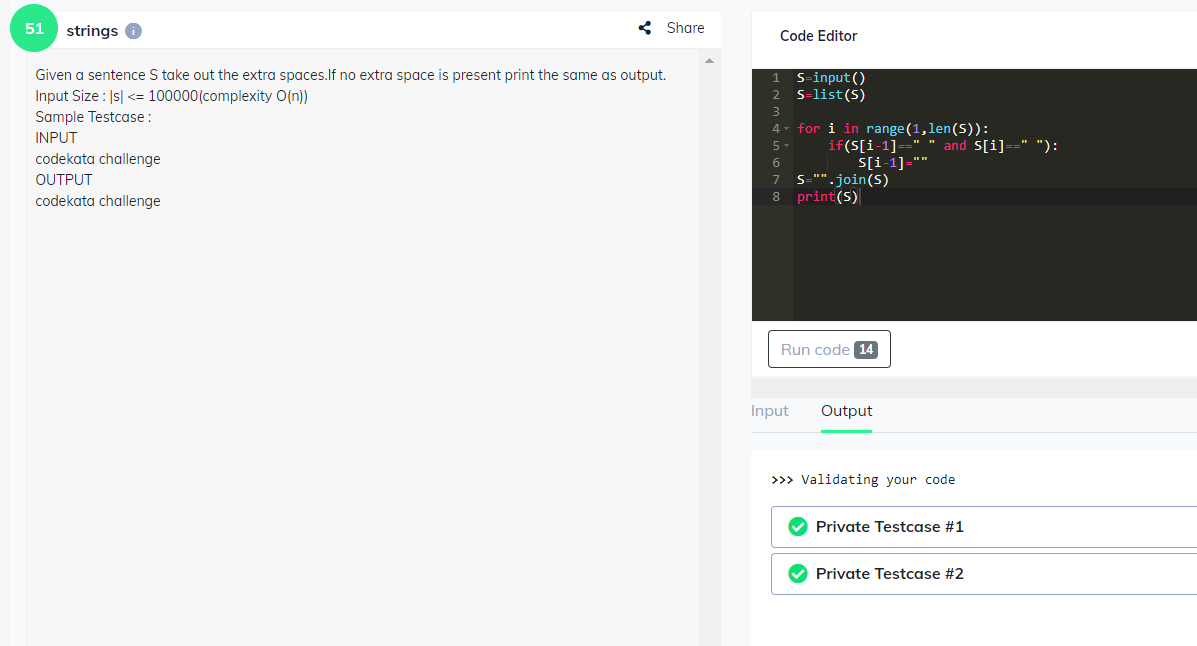 51 strings i Share
Given a sentence S take out the extra spaces.If no extra space is present print the same as output.
Input Size : |s| <= 100000(complexity O(n))
Sample Testcase :
INPUT
codekata challenge
OUTPUT
codekata challenge
Code Editor
1 S=input()
2 S=list(S)
3
4 for i in range(1,len(S)):
5 if(S[i-1]==" " and S[i]==" "):
6 S[i-1]=""
7 S="".join(S)
8 print(S)
Run code 14
Input Output
>>> Validating your code
Private Testcase #1
Private Testcase #2